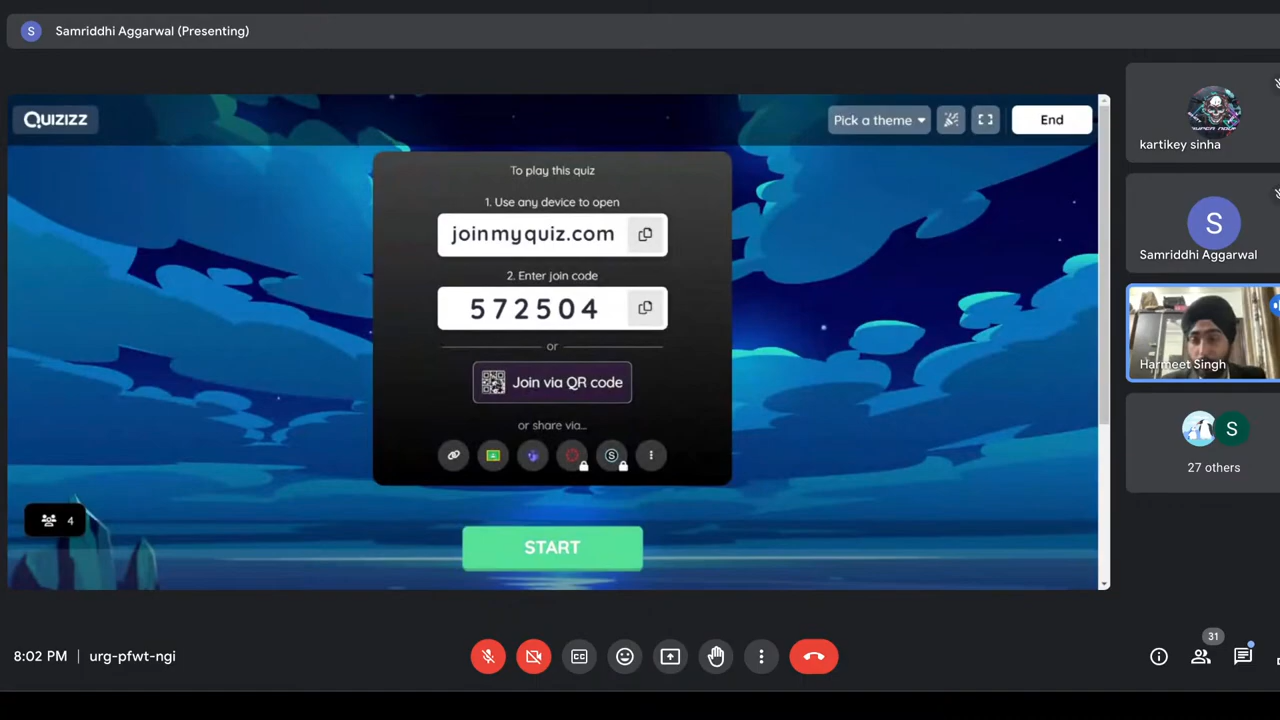 S Samriddhi Aggarwal (Presenting)
QUIZIZZ
Pick a theme
End
To play this quiz
1. Use any device to open
joinmyquiz.com
2. Enter join code
572504
or
Join via QR code
or share via...
S
4
START
kartikey sinha
S
Samriddhi Aggarwal
Harmeet Singh
S
27 others
8:02 PM | urg-pfwt-ngi
CC
31